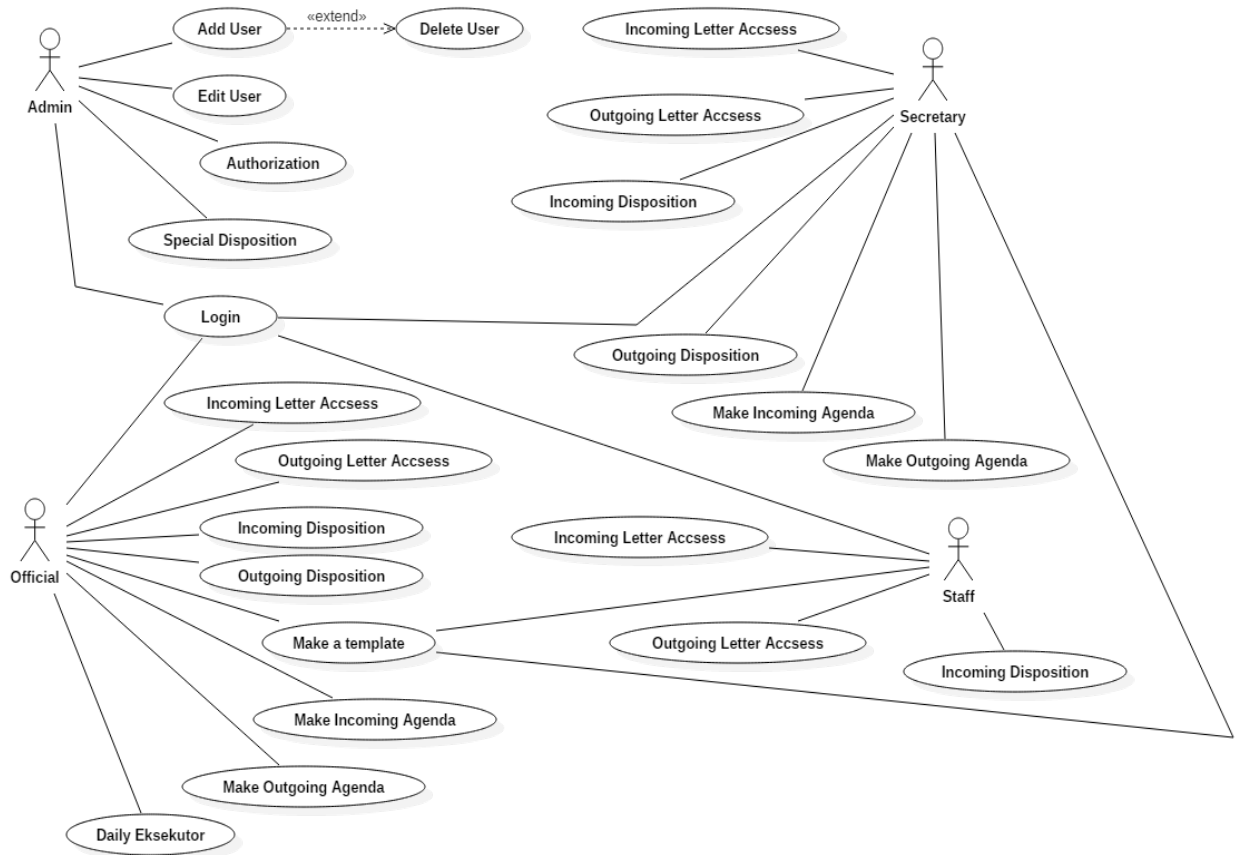 «extend»
Add User
Delete User
Incoming Letter Accsess
Admin
Edit User
Outgoing Letter Accsess
Secretary
Authorization
Incoming Disposition
Special Disposition
Login
Outgoing Disposition
Incoming Letter Accsess
Make Incoming Agenda
Outgoing Letter Accsess
Make Outgoing Agenda
Incoming Disposition
Incoming Letter Accsess
Official
Outgoing Disposition
Staff
Make a template
Outgoing Letter Accsess
Incoming Disposition
Make Incoming Agenda
Make Outgoing Agenda
Daily Eksekutor